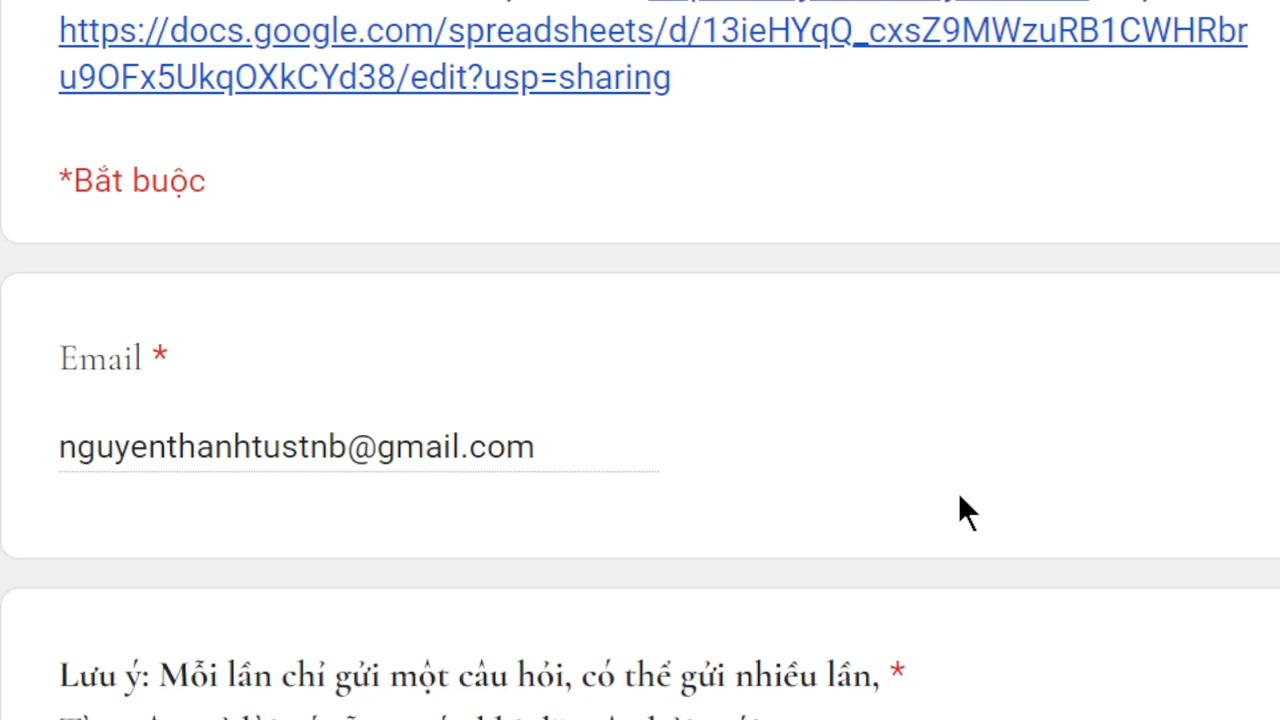 https://docs.google.com/spreadsheets/d/13ieHYqQ_cxsZ9MWzuRB1CWHRbr
u9OFx5UkqOXkCYd38/edit?usp=sharing
*Bắt buộc
Email *
nguyenthanhtustnb@gmail.com
Lưu ý: Mỗi lần chỉ gửi một câu hỏi, có thể gửi nhiều lần, *